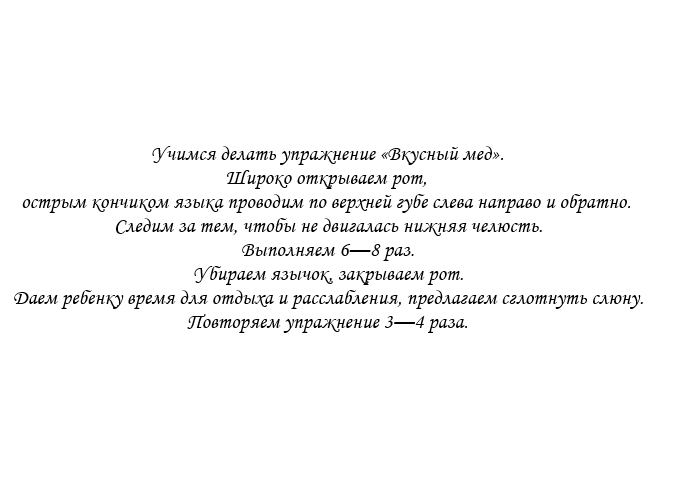 Учимся делать упражнение «Вкусный мед».
Широко открываем рот,
острым кончиком языка проводим по верхней губе слева направо и обратно.
Следим за тем, чтобы не двигалась нижняя челюсть.
Выполняем 6—8 раз.
Убираем язычок, закрываем рот.
Даем ребенку время для отдыха и расслабления, предлагаем сглотнуть слюну.
Повторяем упражнение 3—4 раза.